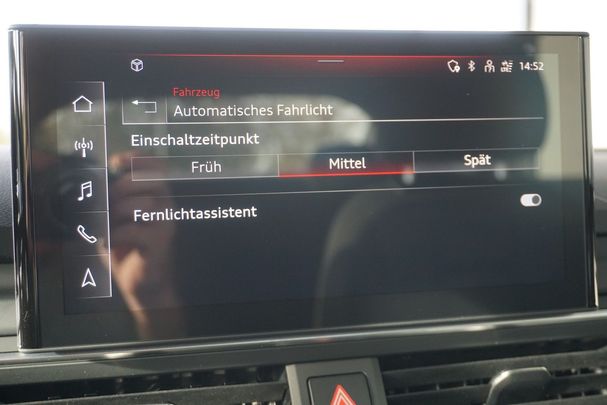 14:52
Fahrzeug
Automatisches Fahrlicht
Einschaltzeitpunkt
Früh Mittel Spät
Fernlichtassistent